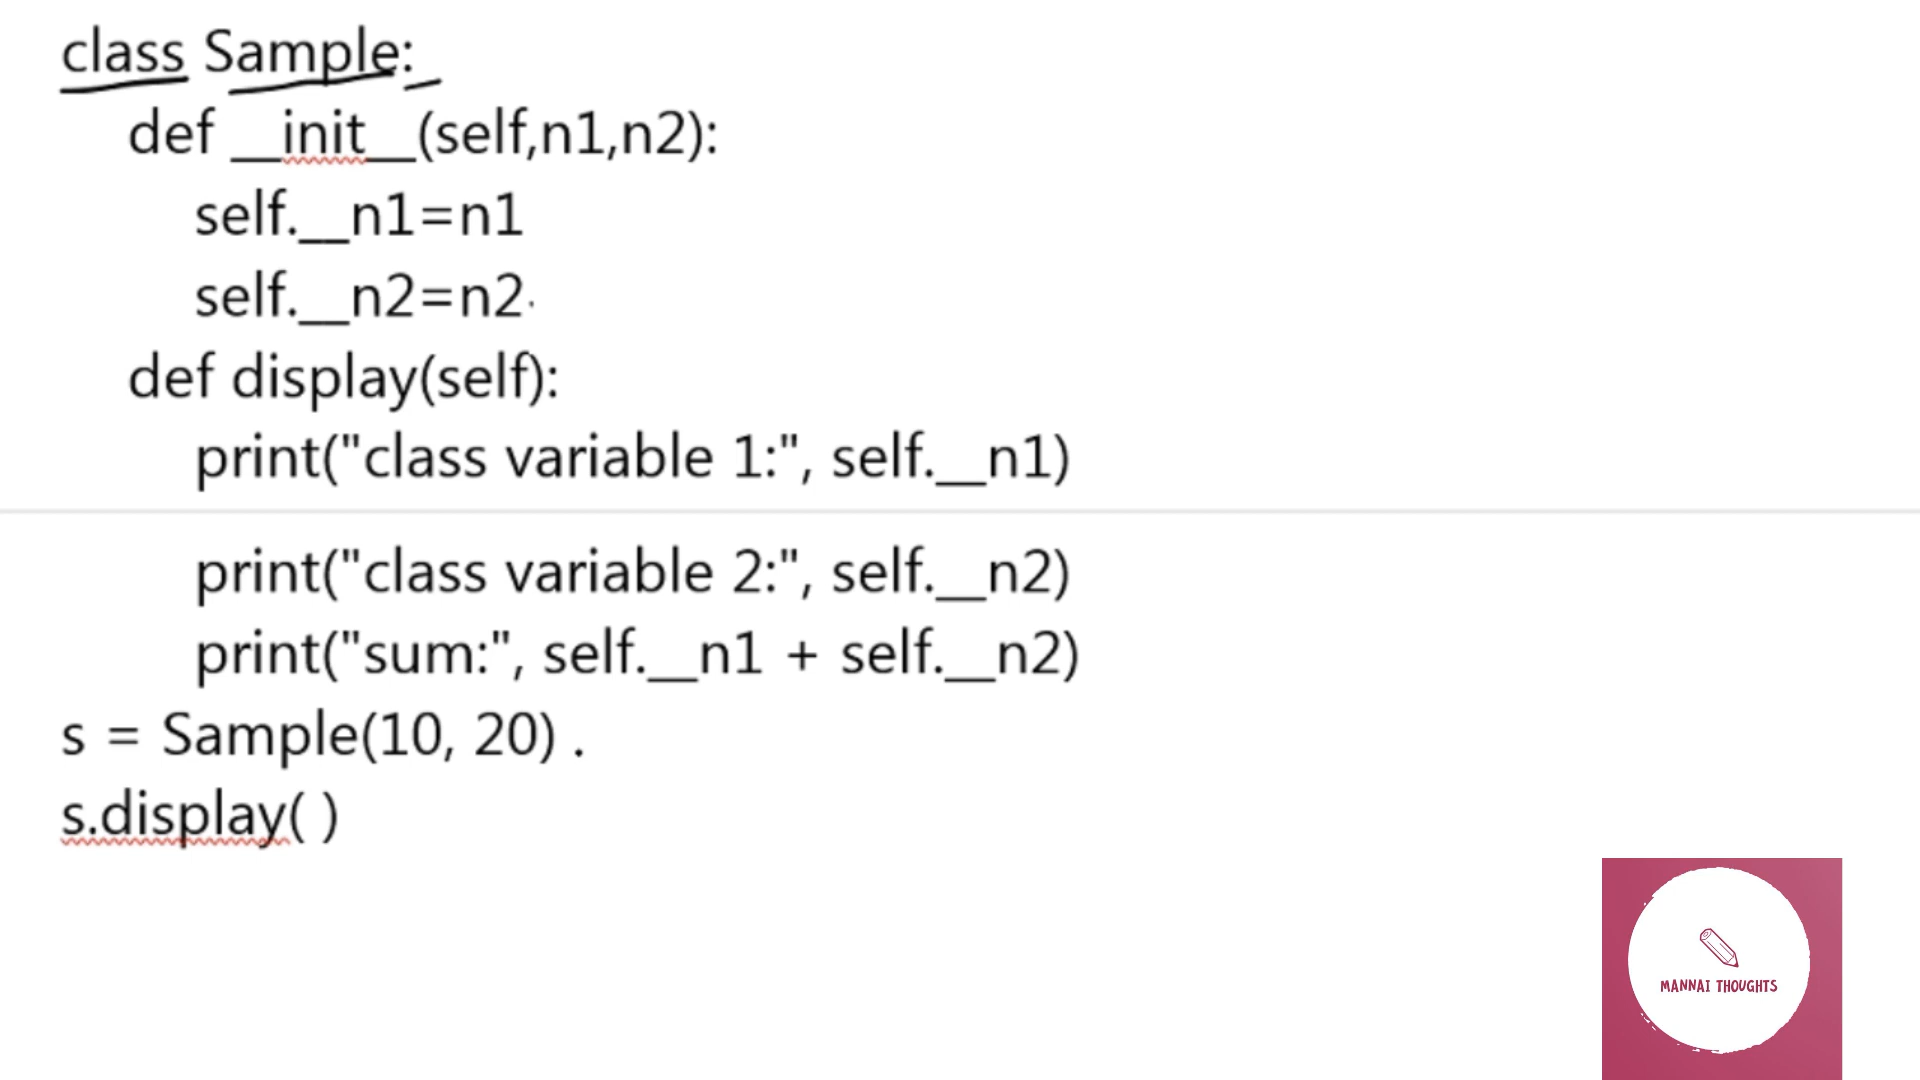 class Sample:
def __init__(self,n1,n2):
self.__n1=n1
self.__n2=n2
def display(self):
print("class variable 1:", self.__n1)
print("class variable 2:", self.__n2)
print("sum:", self.__n1 + self.__n2)
s = Sample(10, 20) .
s.display( )
MANNAI THOUGHTS